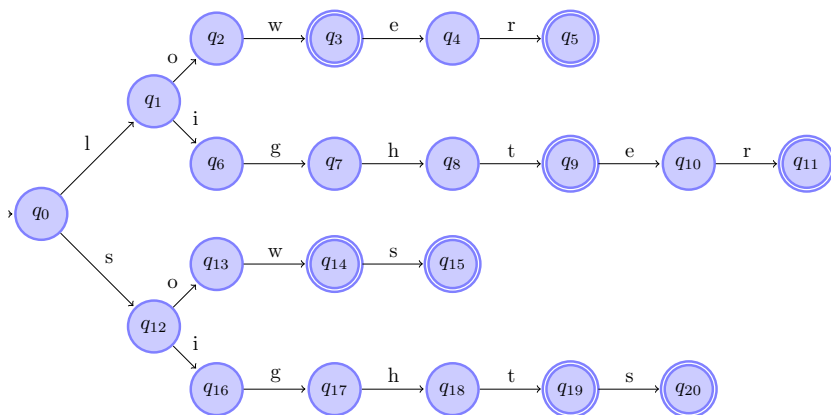 q2 w q3 e q4 r q5
o
q1
i
l q6 g q7 h q8 t q9 e q10 r q11
q0
s q13 w q14 s q15
o
q12
i
q16 g q17 h q18 t q19 s q20